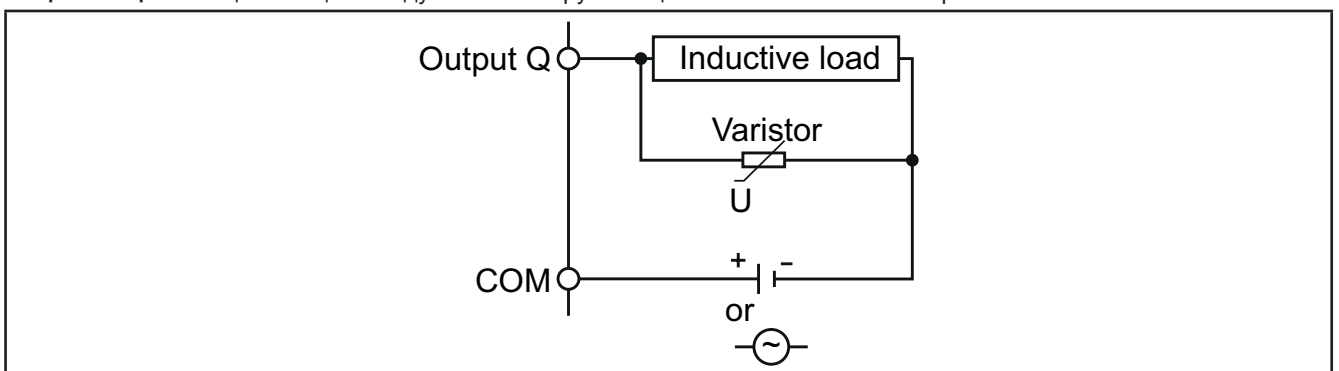 Output Q
Inductive load
Varistor
U
+ -
COM
or
~